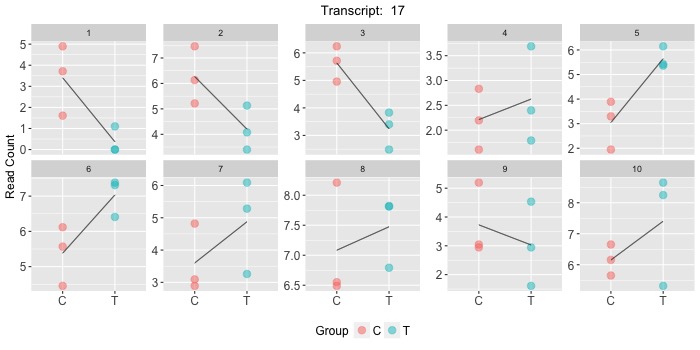 Transcript: 17
1 2 3 4 5
5 4 3 2 1 0
7 6 5 4
6 5 4 3
3.5 3.0 2.5 2.0
6 5 4 3 2
Read Count
6 7 8 9 10
7 6 5
6 5 4 3
8.0 7.5 7.0 6.5
5 4 3 2
8 7 6
C T C T C T C T C T
Group C T